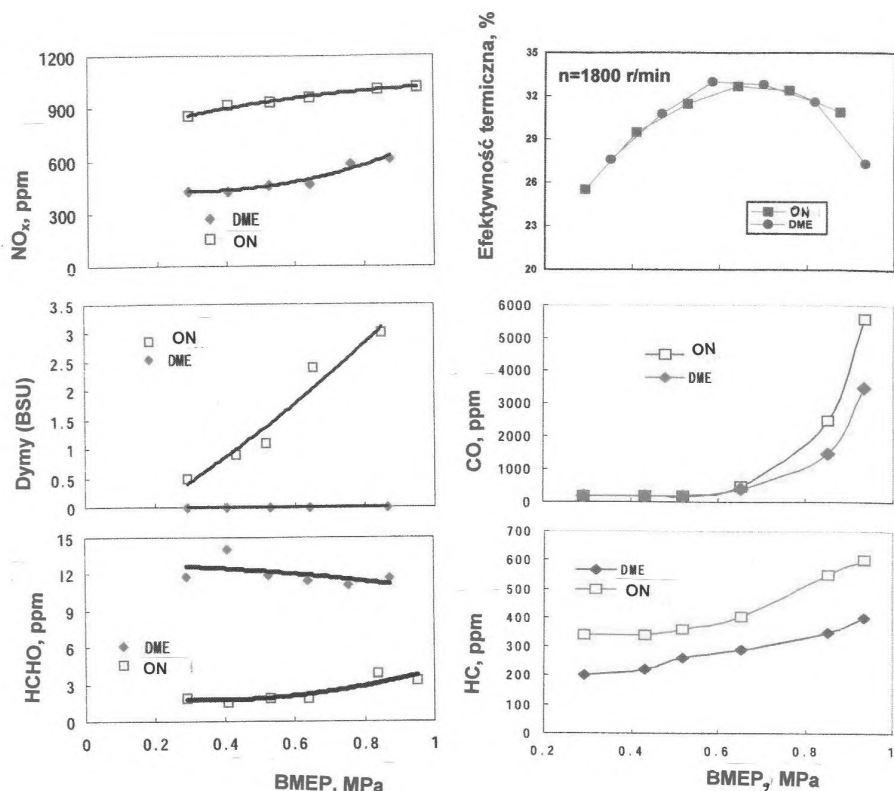 NOₓ, ppm
1200
900
600
300
0
DME
ON
Efektywność termiczna, %
35
32
29
26
23
20
n=1800 r/min
ON
DME
Dymy (BSU)
3.5
3
2.5
2
1.5
1
0.5
0
ON
DME
CO, ppm
6000
5000
4000
3000
2000
1000
0
ON
DME
HCHO, ppm
15
12
9
6
3
0
DME
ON
0 0.2 0.4 0.6 0.8 1
BMEP, MPa
HC, ppm
700
600
500
400
300
200
100
0
DME
ON
0.2 0.4 0.6 0.8 1
BMEP, MPa